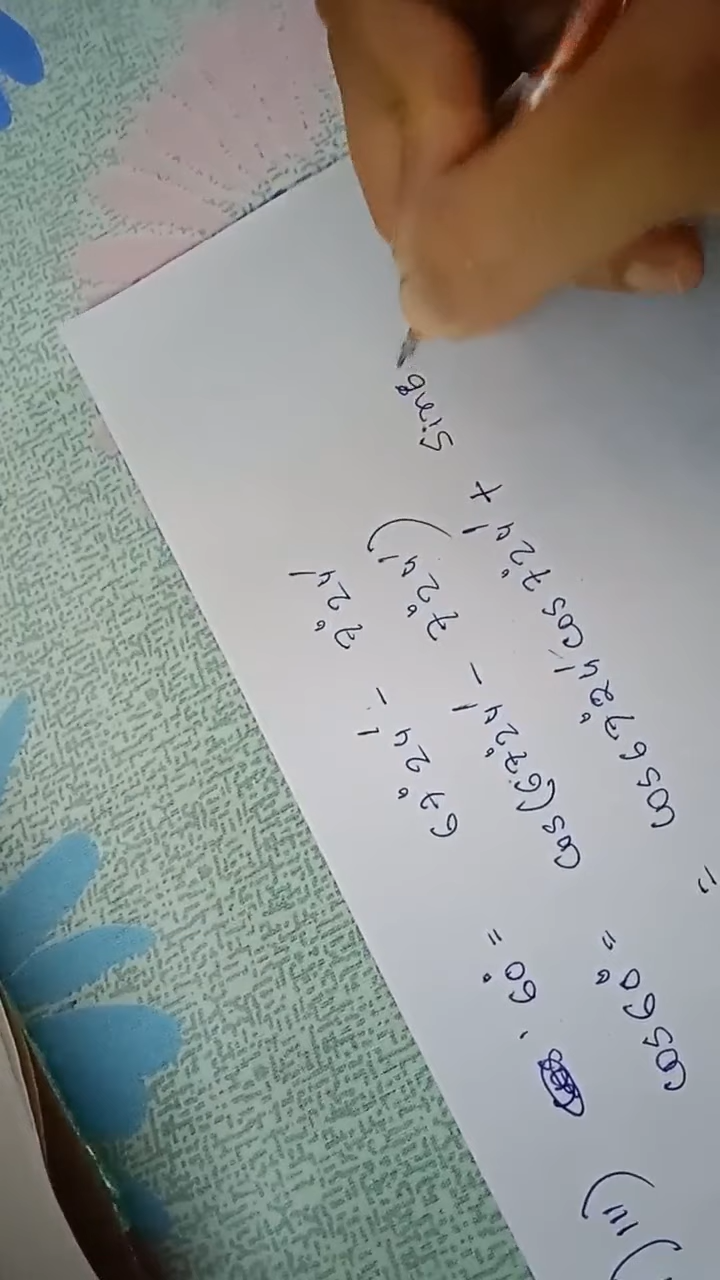 III) 60° = 67°24' - 7°24'
cos60° = cos(67°24' - 7°24')
= cos67°24' cos7°24' + sin6